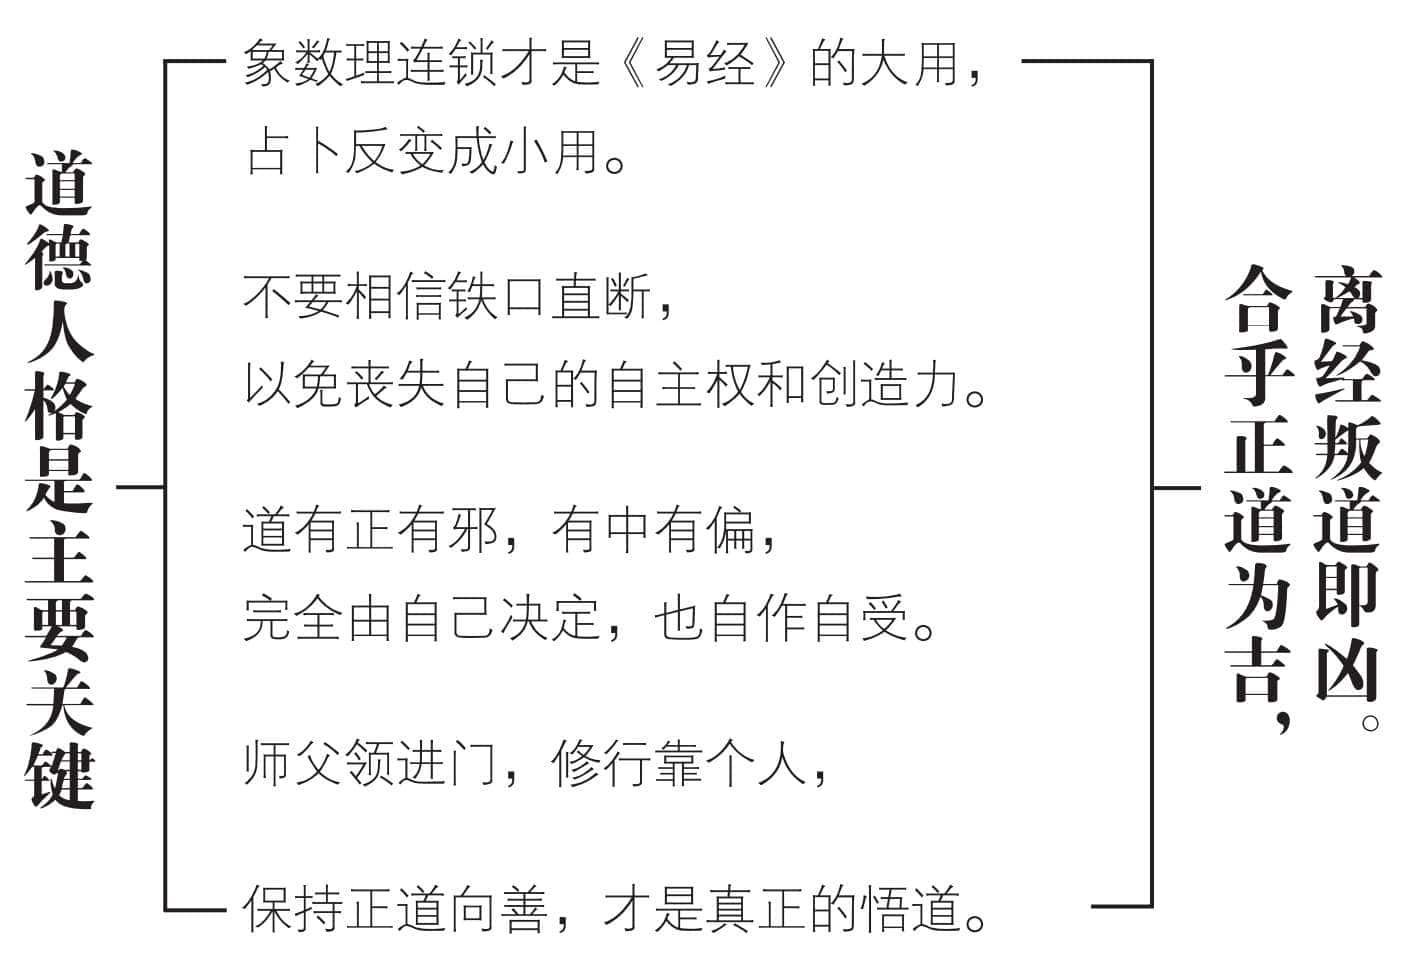 道德人格是主要关键
象数理连锁才是《易经》的大用，
占卜反变成小用。
不要相信铁口直断，
以免丧失自己的自主权和创造力。
道有正有邪，有中有偏，
完全由自己决定，也自作自受。
师父领进门，修行靠个人，
保持正道向善，才是真正的悟道。
合乎正道为吉，
离经叛道即凶。